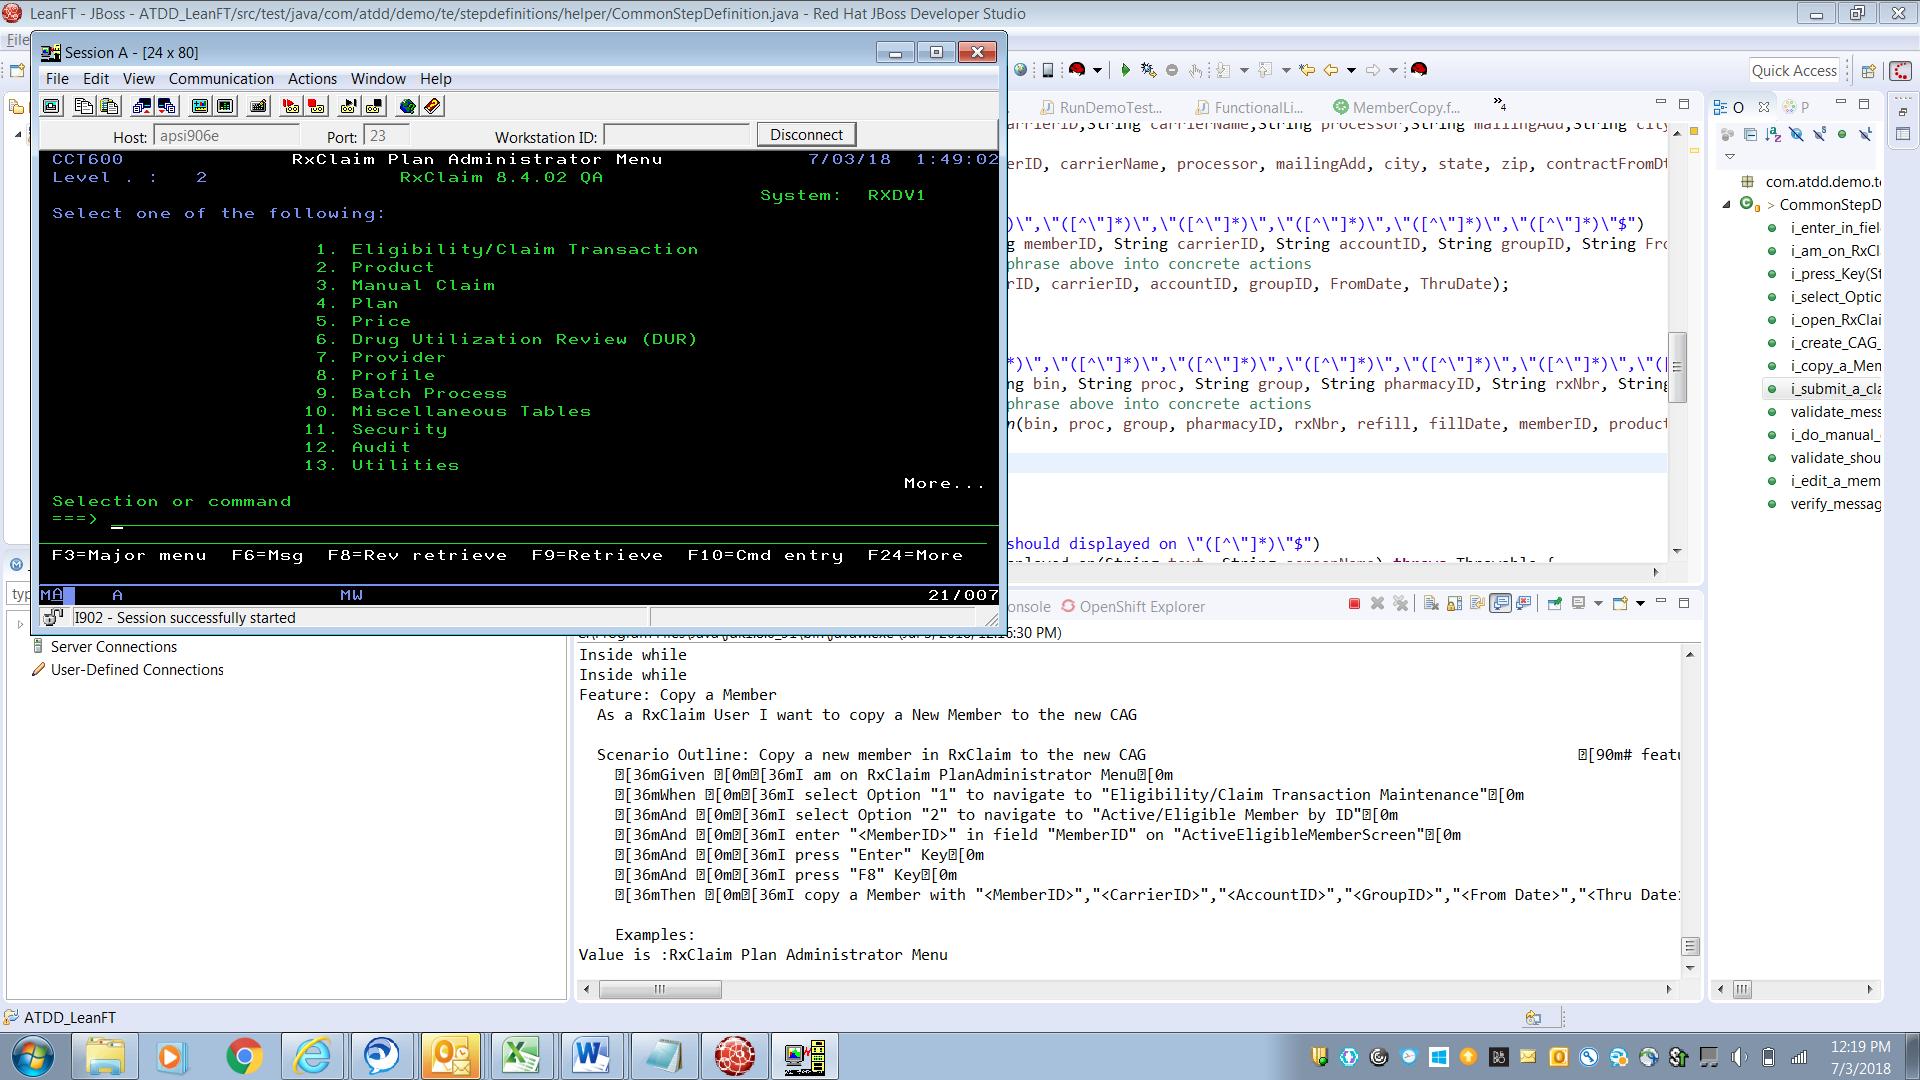 LeanFT - JBoss - ATDD_LeanFT/src/test/java/com/atdd/demo/te/stepdefinitions/helper/CommonStepDefinition.java - Red Hat JBoss Developer Studio
File
Session A - [24 x 80]
File Edit View Communication Actions Window Help
Host: apsi906e Port: 23 Workstation ID: Disconnect
CCT600 RxClaim Plan Administrator Menu 7/03/18 1:49:02
Level . : 2 RxClaim 8.4.02 QA
System: RXDV1
Select one of the following:
1. Eligibility/Claim Transaction
2. Product
3. Manual Claim
4. Plan
5. Price
6. Drug Utilization Review (DUR)
7. Provider
8. Profile
9. Batch Process
10. Miscellaneous Tables
11. Security
12. Audit
13. Utilities
More...
Selection or command
===>
F3=Major menu F6=Msg F8=Rev retrieve F9=Retrieve F10=Cmd entry F24=More
MA A MW 21/007
I902 - Session successfully started
Quick Access
RunDemoTest... FunctionalLi... MemberCopy.f... »4
arrierID,String carrierName,String processor,String mailingAdd,String city
erID, carrierName, processor, mailingAdd, city, state, zip, contractFromDt
)\",\"([^\"]*)\",\"([^\"]*)\",\"([^\"]*)\",\"([^\"]*)\",\"([^\"]*)\"$")
g memberID, String carrierID, String accountID, String groupID, String Fro
phrase above into concrete actions
rID, carrierID, accountID, groupID, FromDate, ThruDate);
*)\",\"([^\"]*)\",\"([^\"]*)\",\"([^\"]*)\",\"([^\"]*)\",\"([^\"]*)\",\"([^\"]*)\",\"(
ng bin, String proc, String group, String pharmacyID, String rxNbr, String
phrase above into concrete actions
n(bin, proc, group, pharmacyID, rxNbr, refill, fillDate, memberID, product
should displayed on \"([^\"]*)\"$")
O P
com.atdd.demo.te
> CommonStepD
i_enter_in_fiel
i_am_on_RxCl
i_press_Key(St
i_select_Optio
i_open_RxClai
i_create_CAG_
i_copy_a_Men
i_submit_a_cla
validate_mess
i_do_manual_
validate_shou
i_edit_a_mem
verify_messag
typ
Server Connections
User-Defined Connections
onsole OpenShift Explorer
Inside while
Inside while
Feature: Copy a Member
As a RxClaim User I want to copy a New Member to the new CAG
Scenario Outline: Copy a new member in RxClaim to the new CAG [90m# featu
[36mGiven [0m[36mI am on RxClaim PlanAdministrator Menu[0m
[36mWhen [0m[36mI select Option "1" to navigate to "Eligibility/Claim Transaction Maintenance"[0m
[36mAnd [0m[36mI select Option "2" to navigate to "Active/Eligible Member by ID"[0m
[36mAnd [0m[36mI enter "<MemberID>" in field "MemberID" on "ActiveEligibleMemberScreen"[0m
[36mAnd [0m[36mI press "Enter" Key[0m
[36mAnd [0m[36mI press "F8" Key[0m
[36mThen [0m[36mI copy a Member with "<MemberID>","<CarrierID>","<AccountID>","<GroupID>","<From Date>","<Thru Date
Examples:
Value is :RxClaim Plan Administrator Menu
ATDD_LeanFT
12:19 PM
7/3/2018